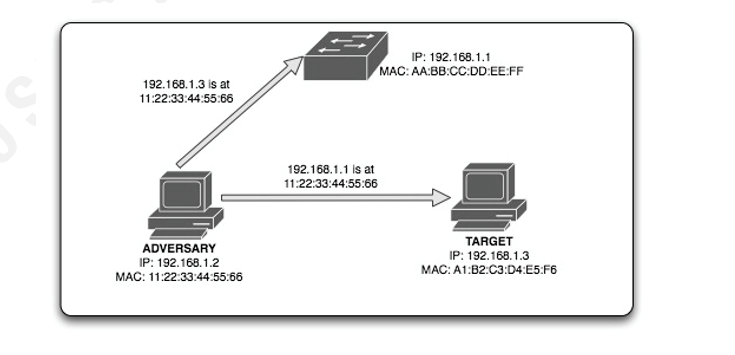 IP: 192.168.1.1
MAC: AA:BB:CC:DD:EE:FF
192.168.1.3 is at
11:22:33:44:55:66
192.168.1.1 is at
11:22:33:44:55:66
ADVERSARY
IP: 192.168.1.2
MAC: 11:22:33:44:55:66
TARGET
IP: 192.168.1.3
MAC: A1:B2:C3:D4:E5:F6